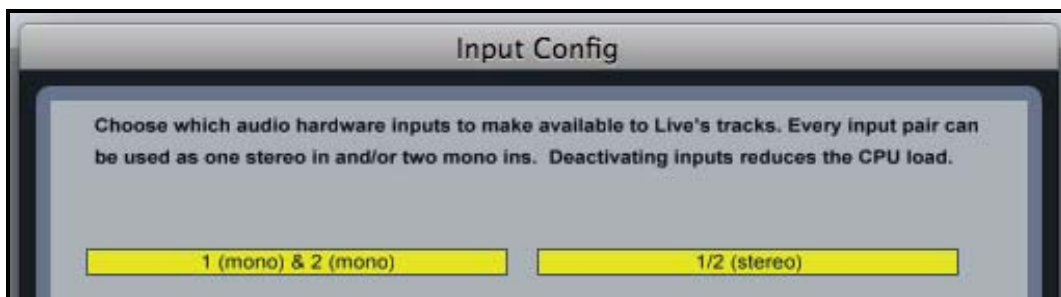 Input Config
Choose which audio hardware inputs to make available to Live's tracks. Every input pair can
be used as one stereo in and/or two mono ins.  Deactivating inputs reduces the CPU load.
1 (mono) & 2 (mono)
1/2 (stereo)